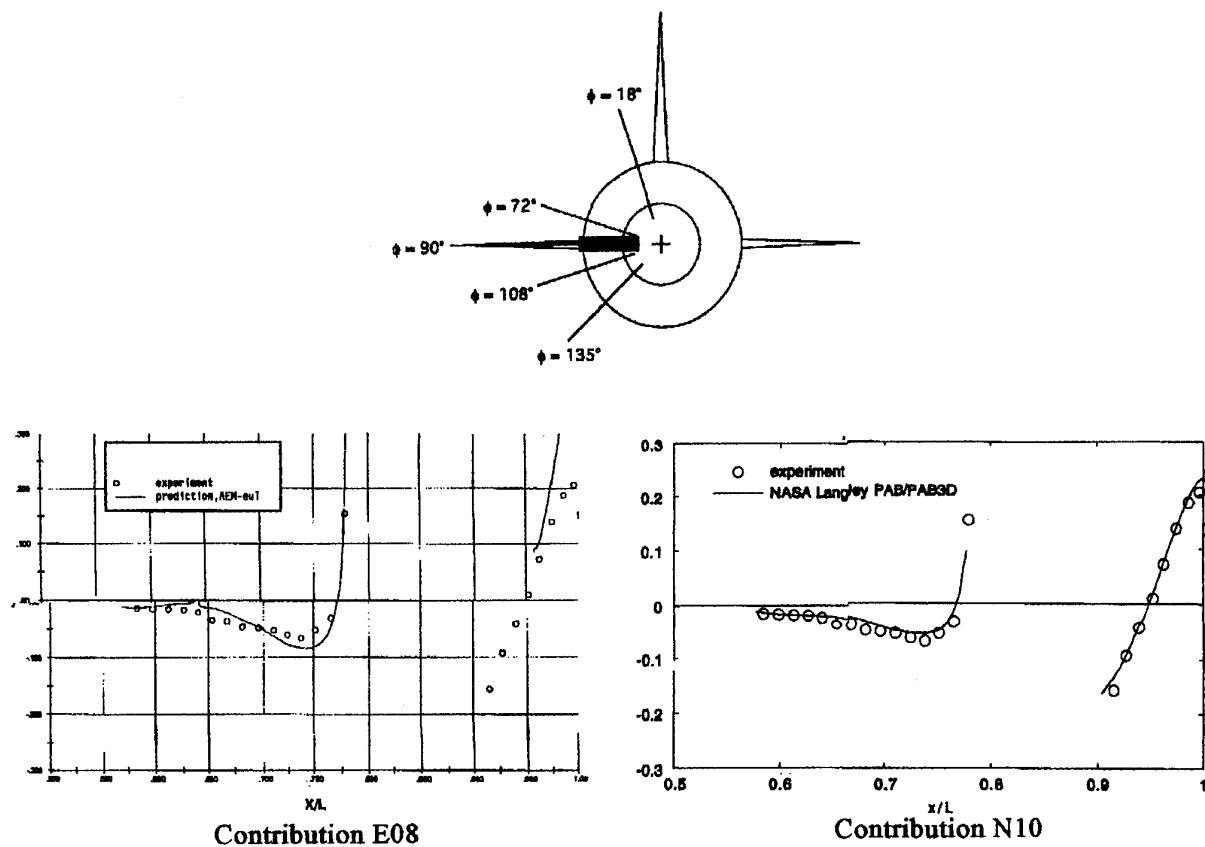 ϕ = 18°
ϕ = 72°
ϕ = 90°
ϕ = 108°
ϕ = 135°
experiment
prediction,AEM-eul
.200
.100
X/L
Contribution E08
experiment
NASA Langley PAB/PAB3D
0.3
0.2
0.1
0
-0.1
-0.2
-0.3
0.5
0.6
0.7
0.8
0.9
1
x/L
Contribution N10